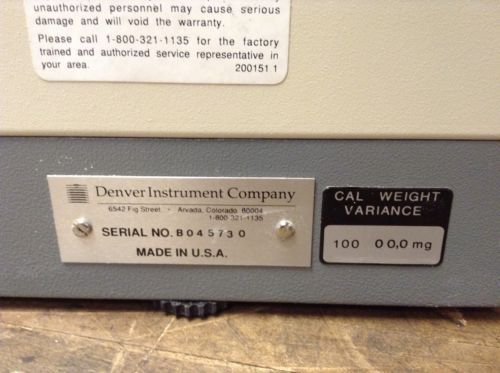 unauthorized personnel may cause serious
damage and will void the warranty.
Please call 1-800-321-1135 for the factory
trained and authorized service representative in
your area.
200151 1
Denver Instrument Company
6542 Fig Street • Arvada, Colorado 80004
1-800 321-1135
SERIAL NO. B045730
MADE IN U.S.A.
CAL WEIGHT
VARIANCE
100 00,0 mg